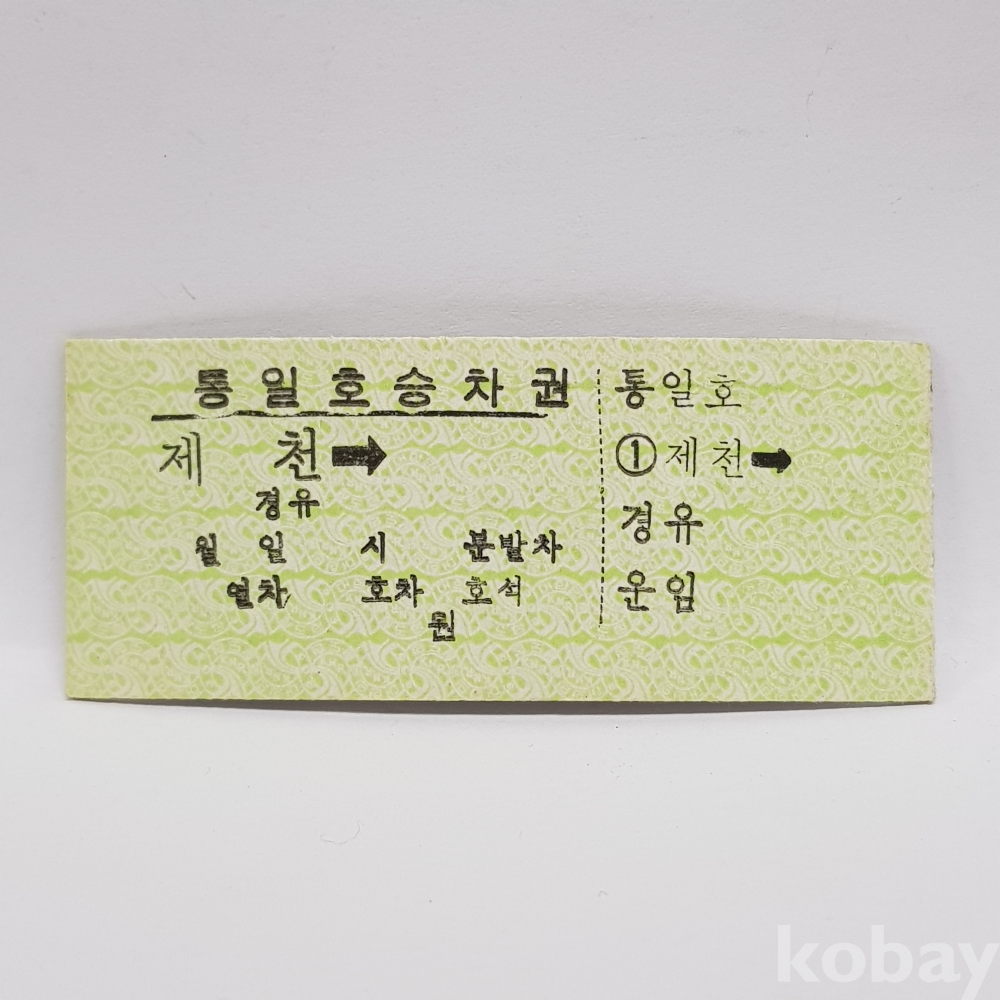 통일호승차권
제 천➡
경유
월 일 시 분발차
열차 호차 호석
원
통일호
①제천➡
경유
운임
kobay